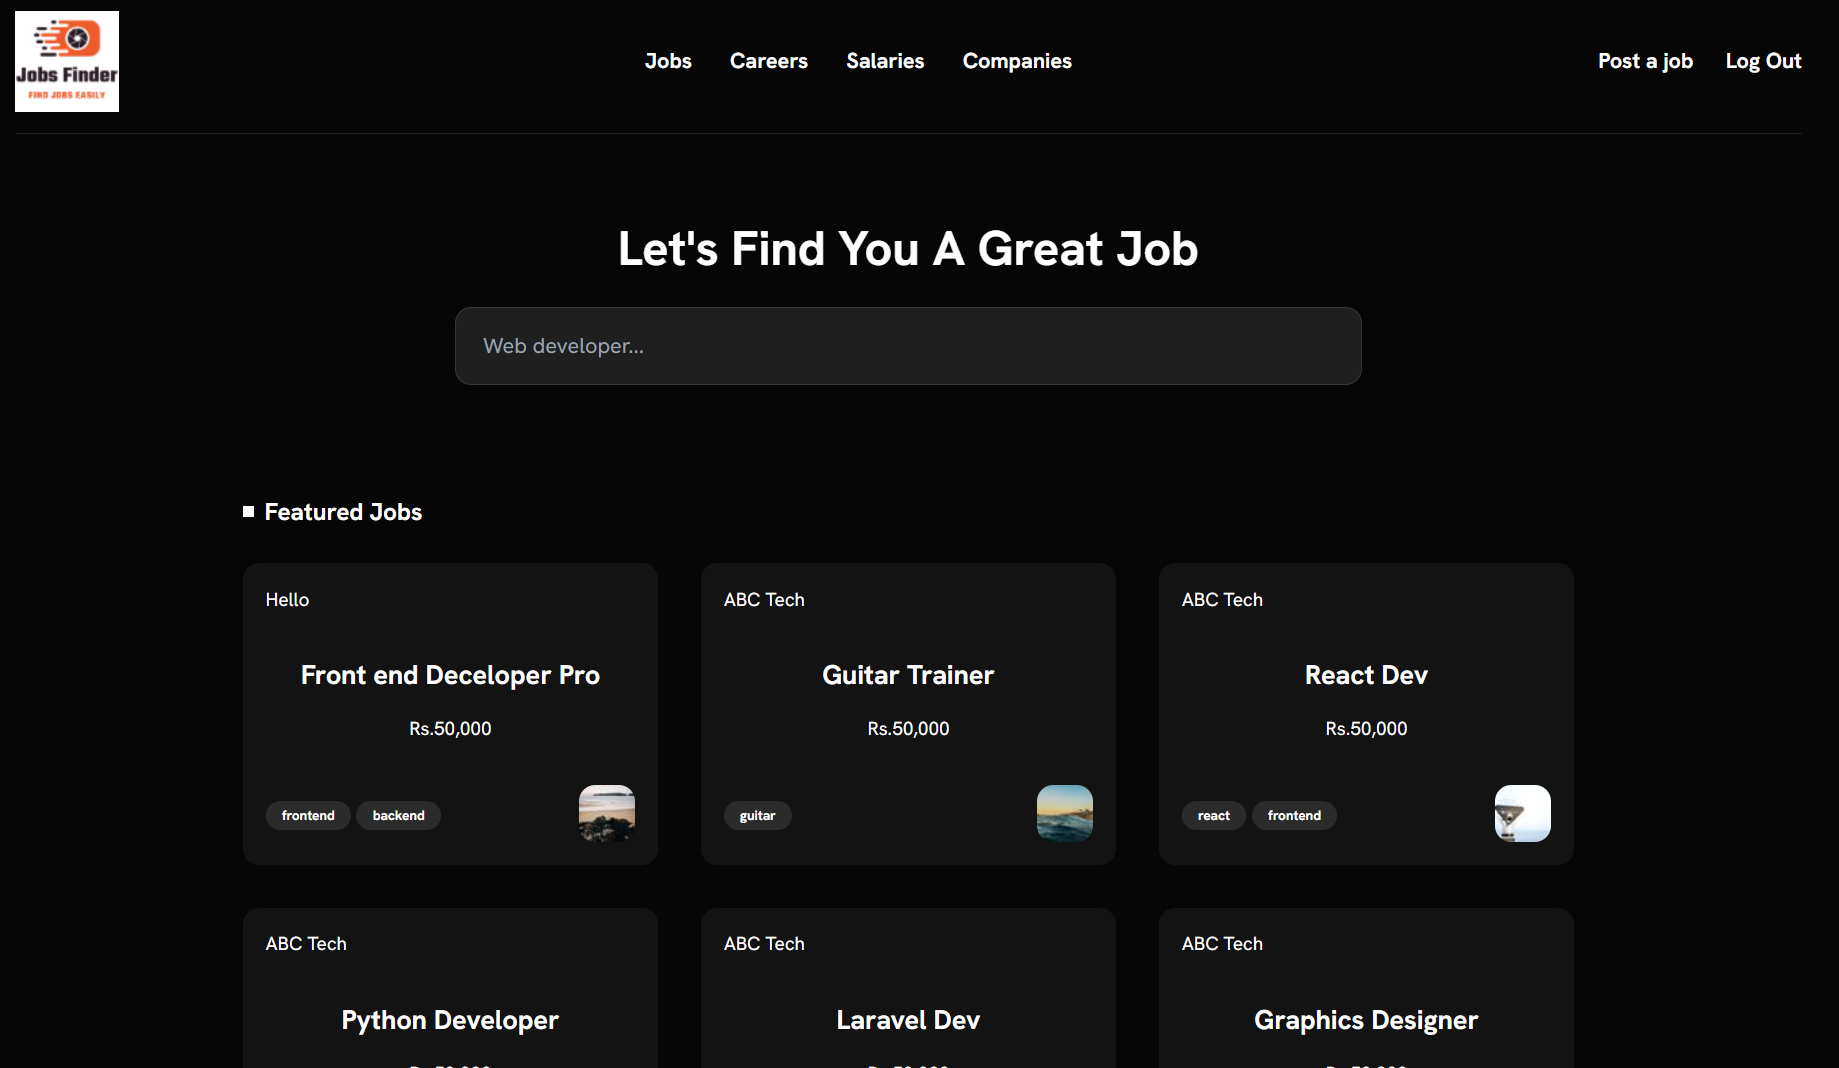 Jobs Finder
FIND JOBS EASILY
Jobs Careers Salaries Companies
Post a job Log Out
Let's Find You A Great Job
Web developer...
Featured Jobs
Hello
Front end Deceloper Pro
Rs.50,000
frontend backend
ABC Tech
Guitar Trainer
Rs.50,000
guitar
ABC Tech
React Dev
Rs.50,000
react frontend
ABC Tech
Python Developer
ABC Tech
Laravel Dev
ABC Tech
Graphics Designer